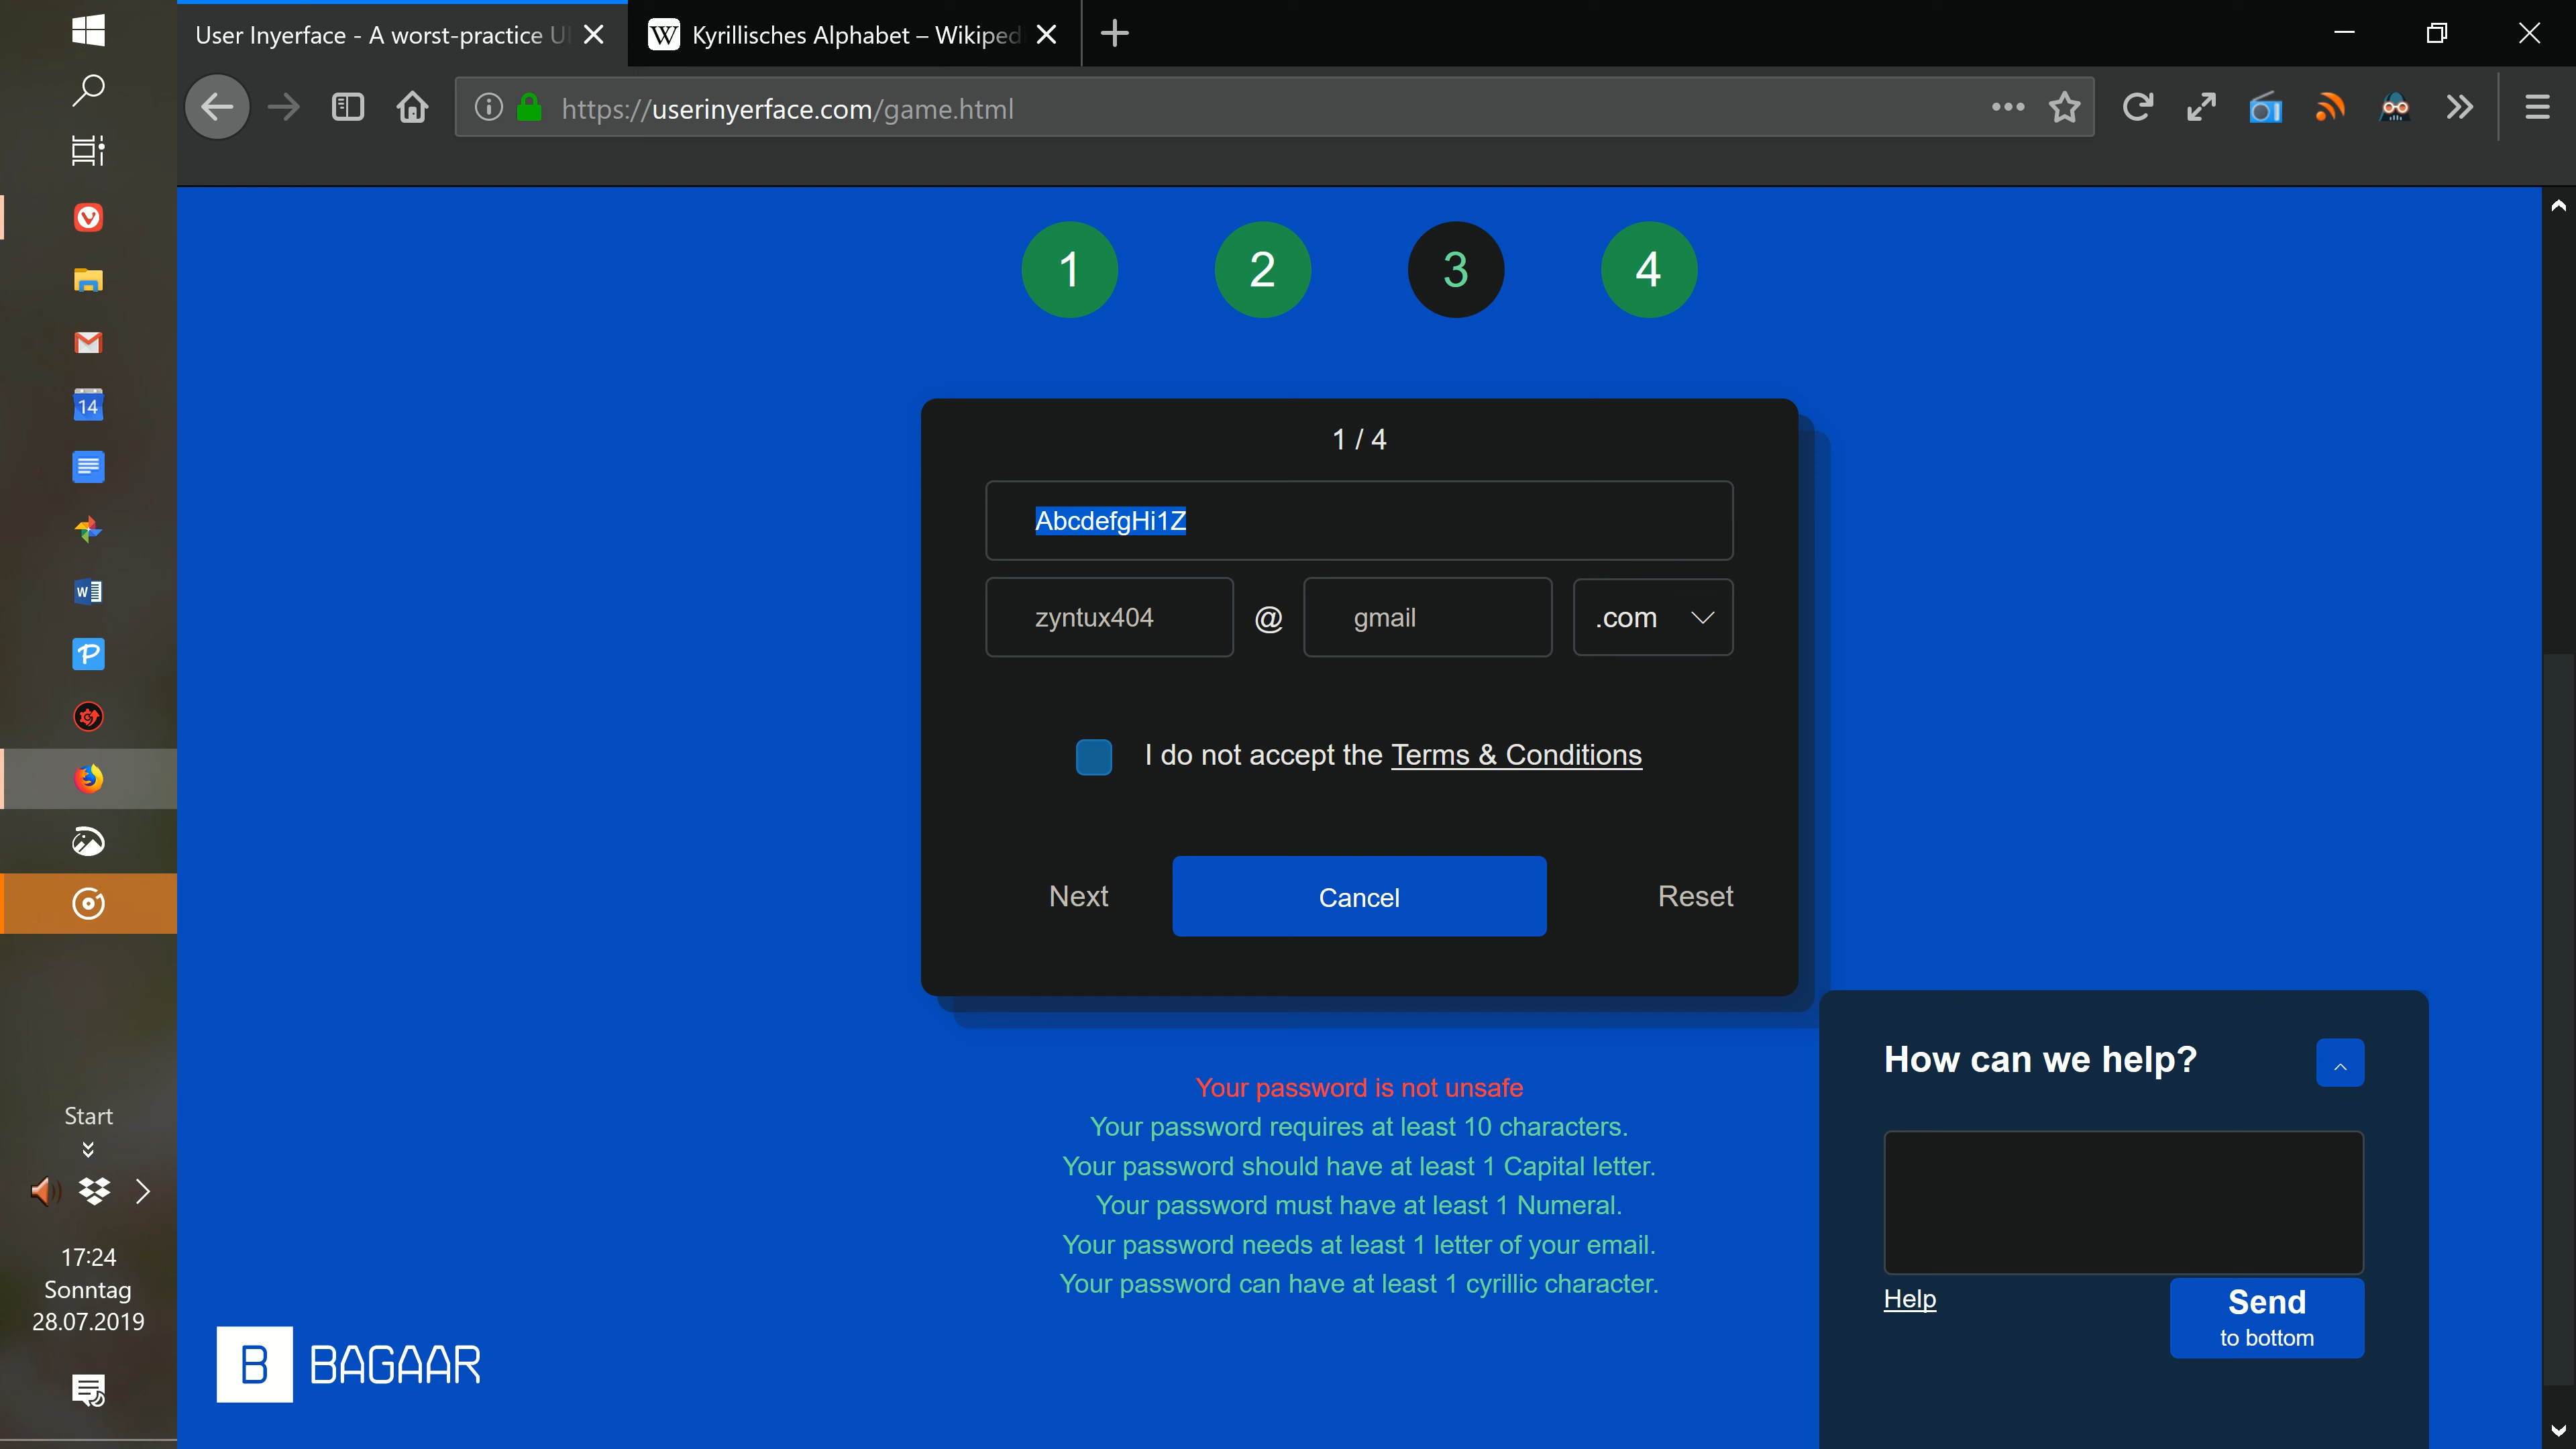 User Inyerface - A worst-practice UI
Kyrillisches Alphabet – Wikiped
https://userinyerface.com/game.html
1
2
3
4
1 / 4
AbcdefgHi1Z
zyntux404 @ gmail .com
I do not accept the Terms & Conditions
Next
Cancel
Reset
Your password is not unsafe
Your password requires at least 10 characters.
Your password should have at least 1 Capital letter.
Your password must have at least 1 Numeral.
Your password needs at least 1 letter of your email.
Your password can have at least 1 cyrillic character.
How can we help?
Help
Send
to bottom
B BAGAAR
14
Start
17:24
Sonntag
28.07.2019